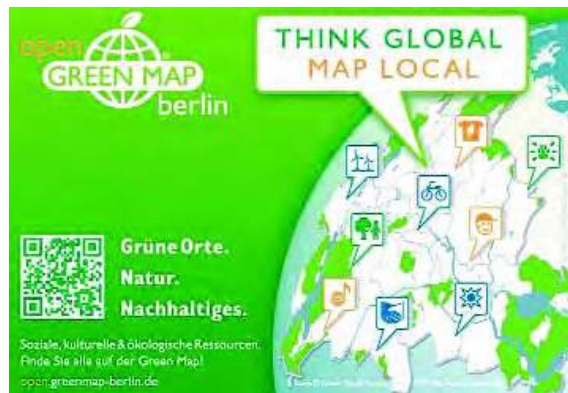 open
GREEN MAP
berlin
THINK GLOBAL
MAP LOCAL
Grüne Orte.
Natur.
Nachhaltiges.
Soziale, kulturelle & ökologische Ressourcen.
Finde Sie alle auf der Green Map!
open.greenmap-berlin.de